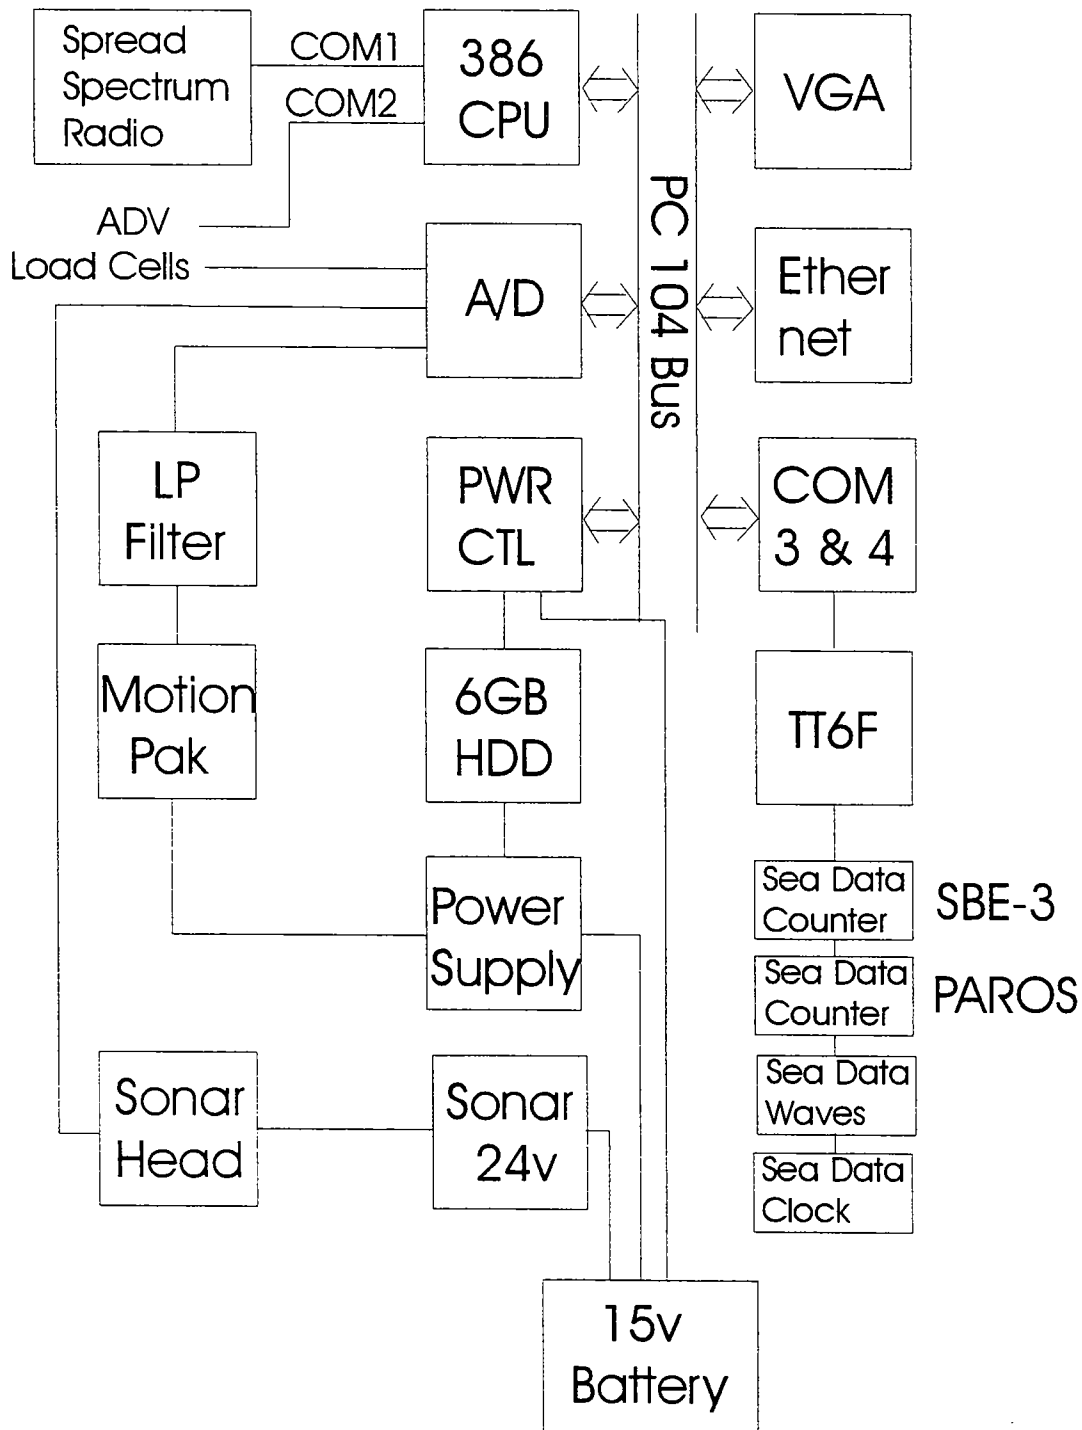 Spread
Spectrum
Radio
COM1
COM2
386
CPU
VGA
ADV
Load Cells
A/D
PC 104 Bus
Ether
net
LP
Filter
PWR
CTL
COM
3 & 4
Motion
Pak
6GB
HDD
TT6F
Power
Supply
Sea Data
Counter
SBE-3
Sea Data
Counter
PAROS
Sonar
Head
Sonar
24v
Sea Data
Waves
Sea Data
Clock
15v
Battery